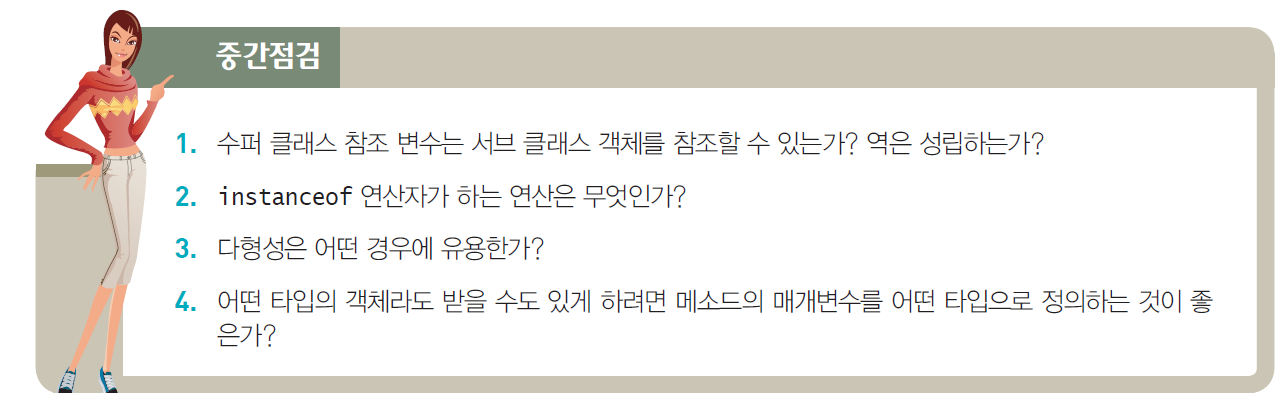 중간점검
1. 수퍼 클래스 참조 변수는 서브 클래스 객체를 참조할 수 있는가? 역은 성립하는가?
2. instanceof 연산자가 하는 연산은 무엇인가?
3. 다형성은 어떤 경우에 유용한가?
4. 어떤 타입의 객체라도 받을 수도 있게 하려면 메소드의 매개변수를 어떤 타입으로 정의하는 것이 좋
은가?